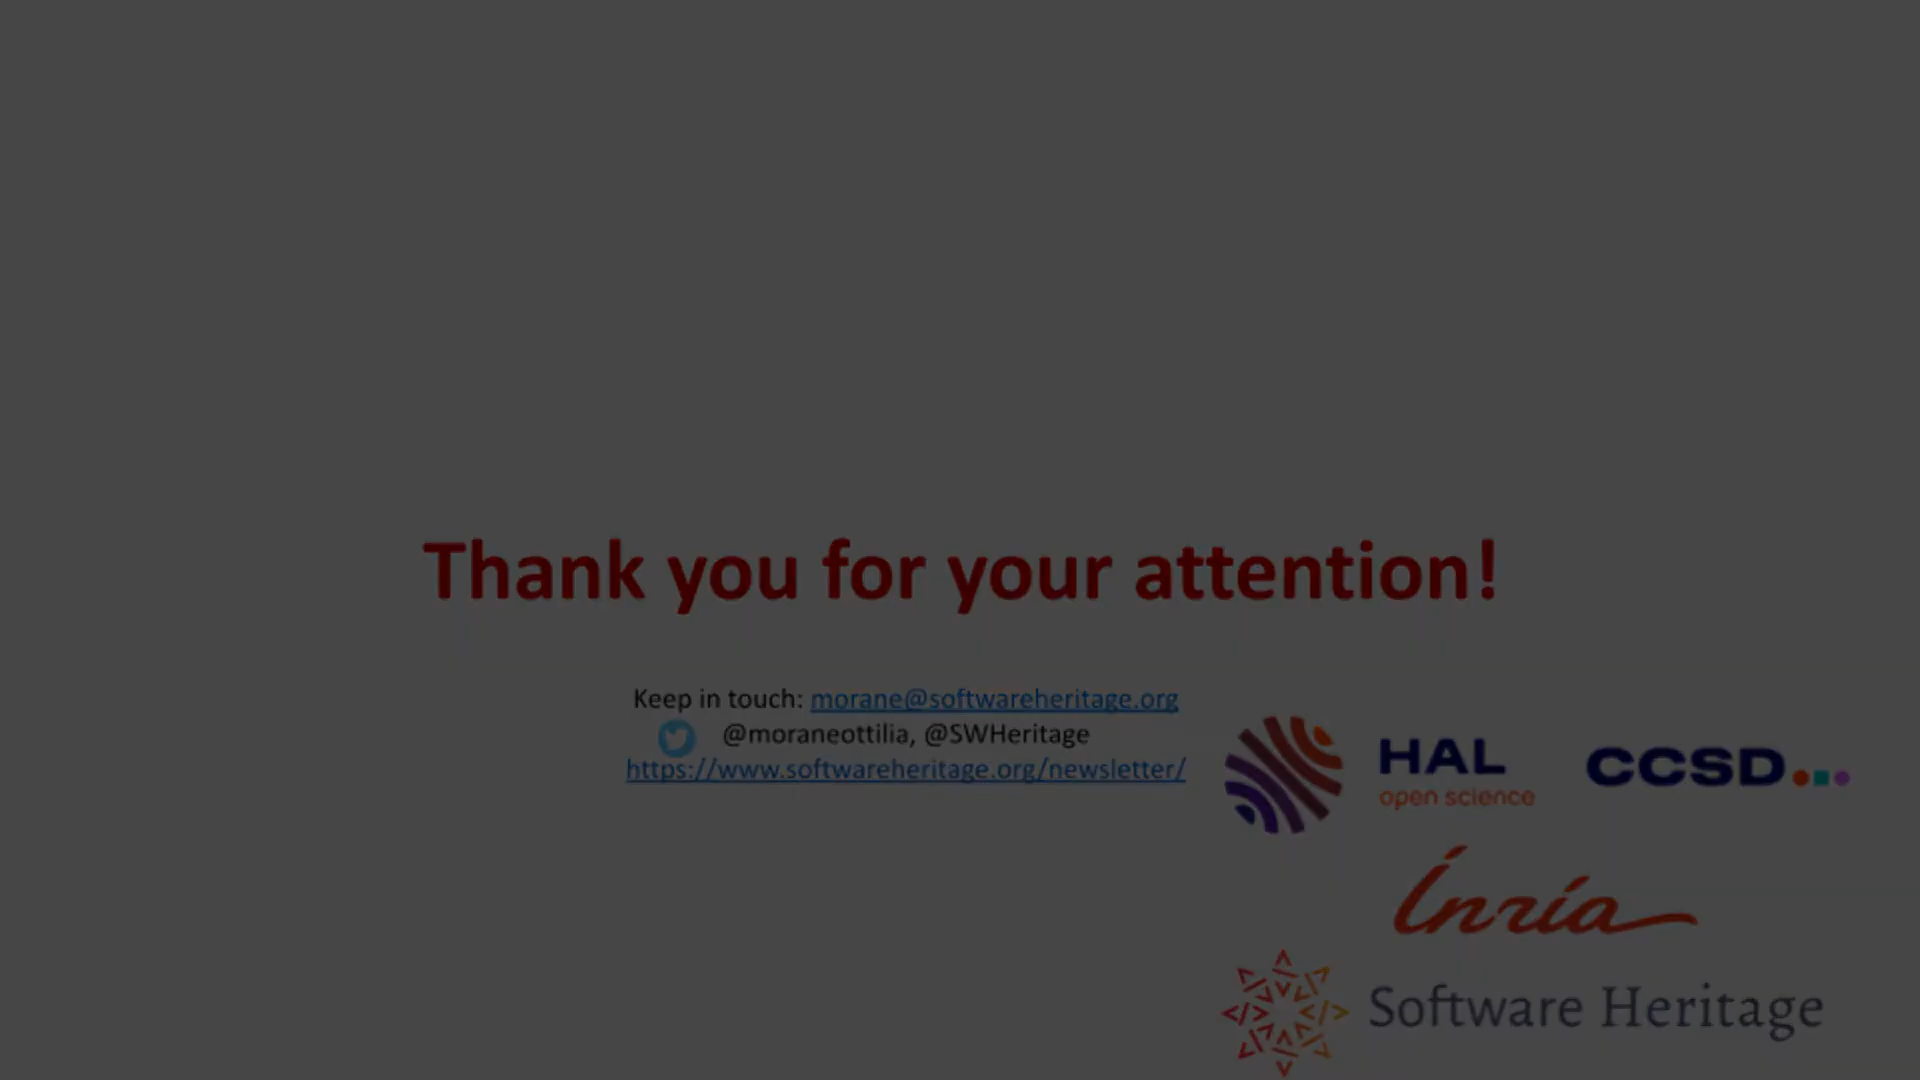 Thank you for your attention!
Keep in touch: morane@softwareheritage.org
@moraneottilia, @SWHeritage
https://www.softwareheritage.org/newsletter/
HAL
open science
CCSD
Inria
Software Heritage